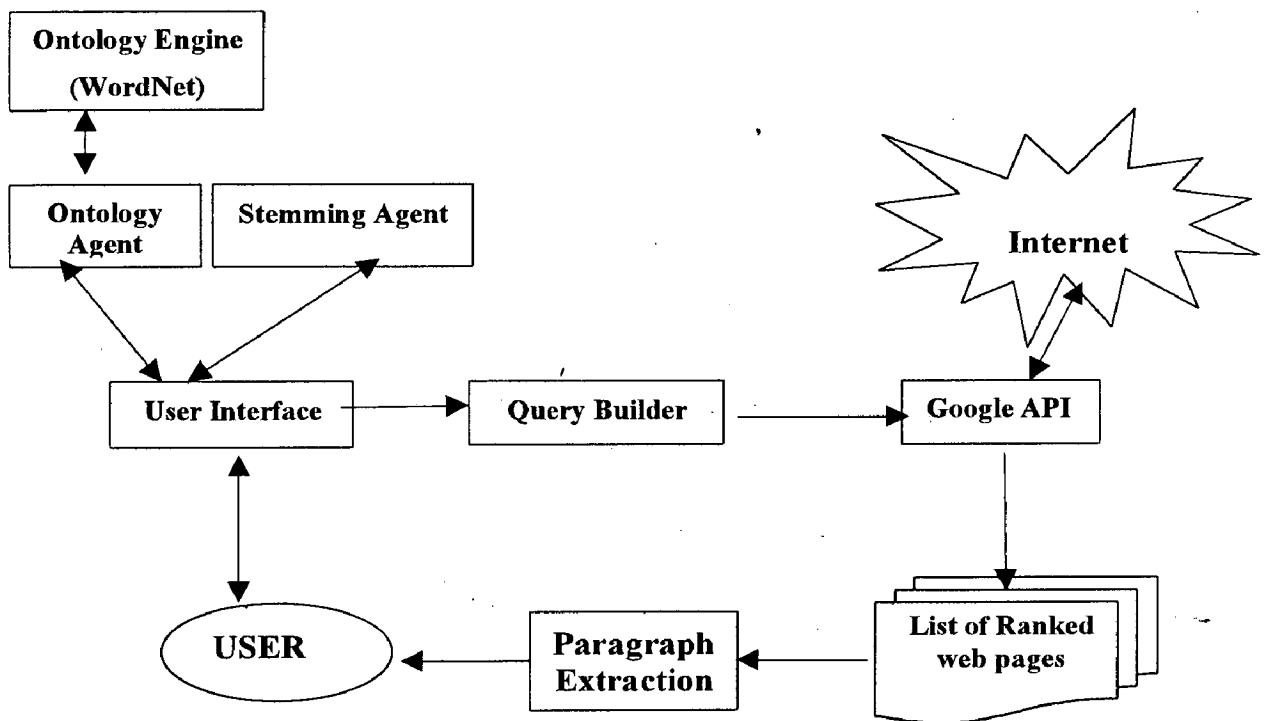 Ontology Engine
(WordNet)
Ontology
Agent
Stemming Agent
Internet
User Interface
Query Builder
Google API
USER
Paragraph
Extraction
List of Ranked
web pages